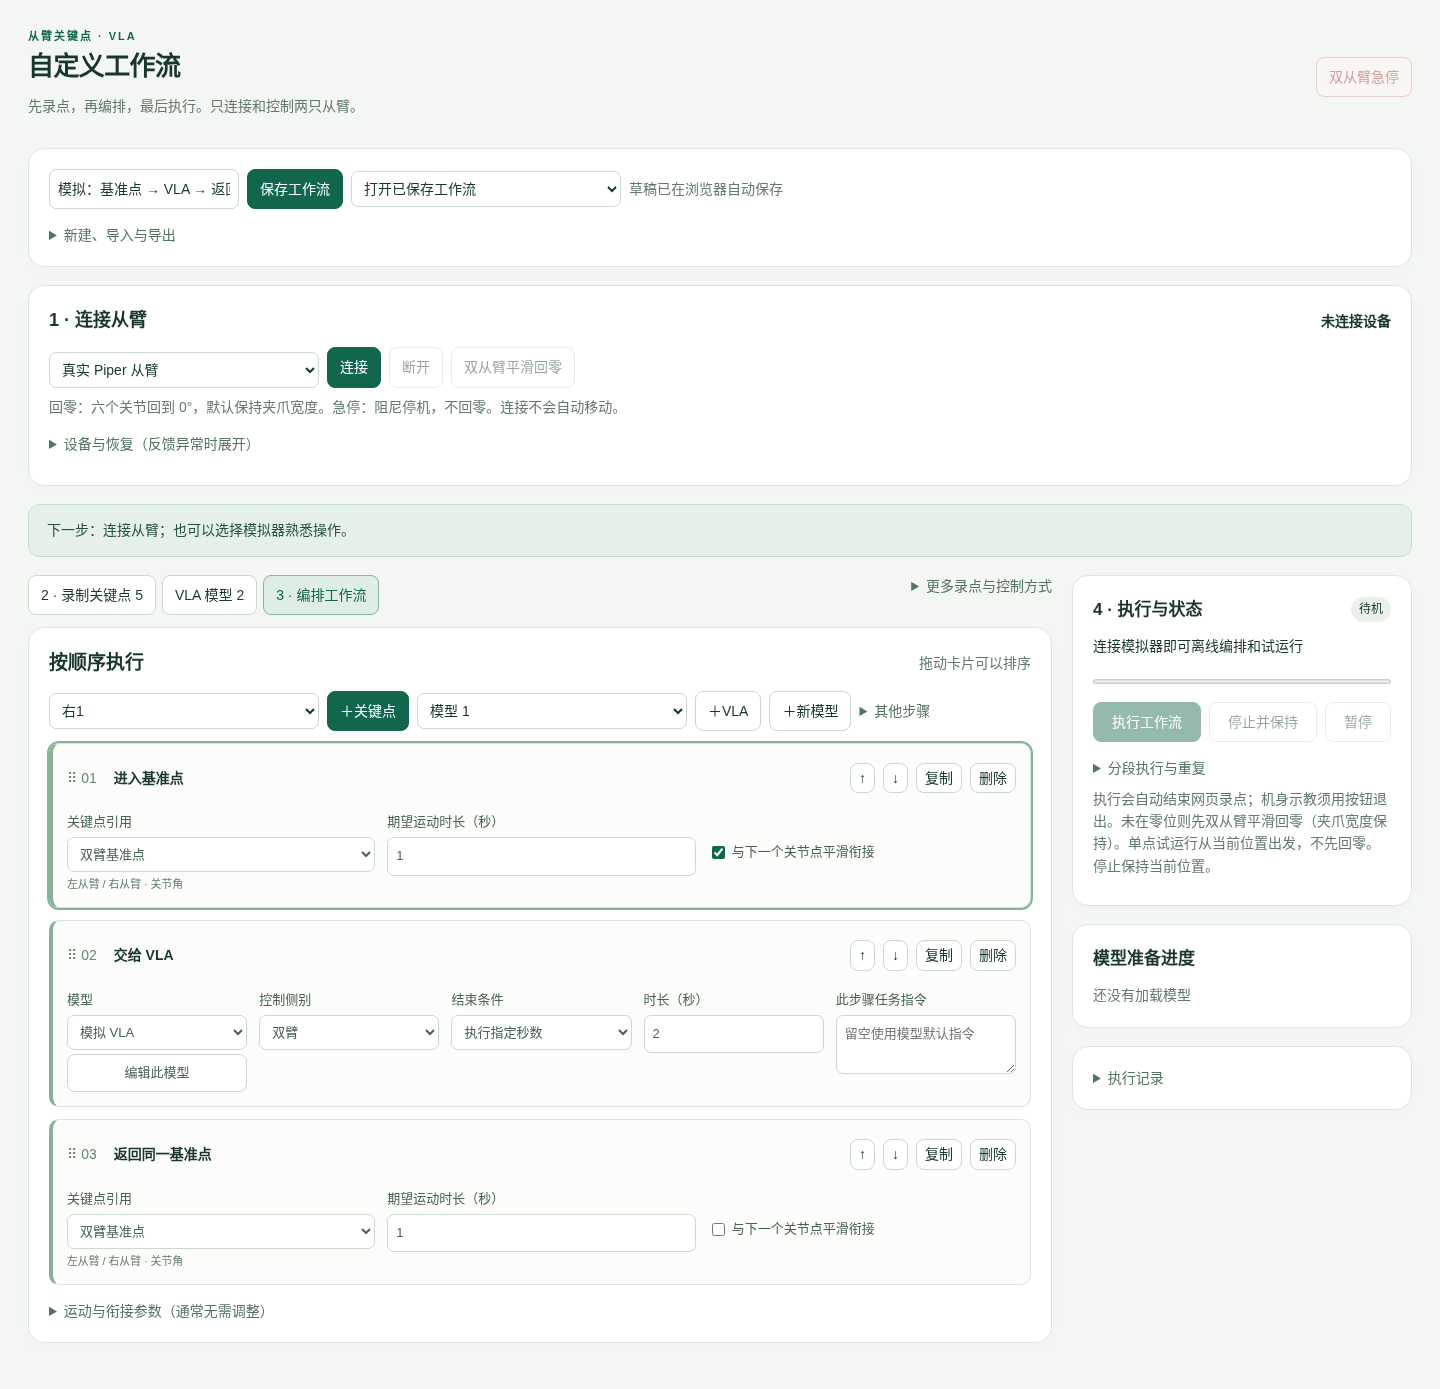 从臂关键点 · VLA
自定义工作流
先录点，再编排，最后执行。只连接和控制两只从臂。
双从臂急停
模拟：基准点 → VLA → 返回
保存工作流
打开已保存工作流
草稿已在浏览器自动保存
▶ 新建、导入与导出
1 · 连接从臂
未连接设备
真实 Piper 从臂
连接
断开
双从臂平滑回零
回零：六个关节回到 0°，默认保持夹爪宽度。急停：阻尼停机，不回零。连接不会自动移动。
▶ 设备与恢复（反馈异常时展开）
下一步：连接从臂；也可以选择模拟器熟悉操作。
2 · 录制关键点 5
VLA 模型 2
3 · 编排工作流
▶ 更多录点与控制方式
按顺序执行
拖动卡片可以排序
右1
＋关键点
模型 1
＋VLA
＋新模型
▶ 其他步骤
⠿ 01 进入基准点
↑
↓
复制
删除
关键点引用
期望运动时长（秒）
双臂基准点
1
与下一个关节点平滑衔接
左从臂 / 右从臂 · 关节角
⠿ 02 交给 VLA
↑
↓
复制
删除
模型
控制侧别
结束条件
时长（秒）
此步骤任务指令
模拟 VLA
双臂
执行指定秒数
2
留空使用模型默认指令
编辑此模型
⠿ 03 返回同一基准点
↑
↓
复制
删除
关键点引用
期望运动时长（秒）
双臂基准点
1
与下一个关节点平滑衔接
左从臂 / 右从臂 · 关节角
▶ 运动与衔接参数（通常无需调整）
4 · 执行与状态
待机
连接模拟器即可离线编排和试运行
执行工作流
停止并保持
暂停
▶ 分段执行与重复
执行会自动结束网页录点；机身示教须用按钮退
出。未在零位则先双从臂平滑回零（夹爪宽度保
持）。单点试运行从当前位置出发，不先回零。
停止保持当前位置。
模型准备进度
还没有加载模型
▶ 执行记录